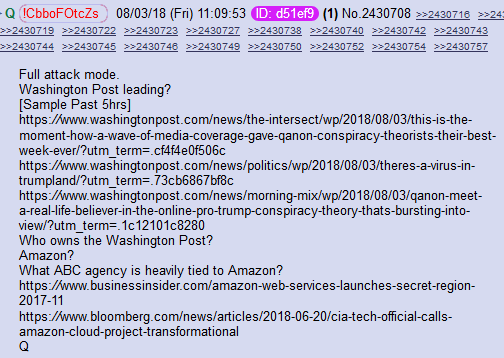 - Q !CbboFOtcZs 08/03/18 (Fri) 11:09:53 ID: d51ef9 (1) No.2430708 >>2430716 >>24
>>2430719 >>2430722 >>2430723 >>2430727 >>2430738 >>2430740 >>2430742 >>2430743
>>2430744 >>2430745 >>2430746 >>2430747 >>2430750 >>2430752 >>2430754 >>2430757
Full attack mode.
Washington Post leading?
[Sample Past 5hrs]
https://www.washingtonpost.com/news/the-intersect/wp/2018/08/03/this-is-the-
moment-how-a-wave-of-media-coverage-gave-qanon-conspiracy-theorists-their-best-
week-ever/?utm_term=.cf4f4e0f506c
https://www.washingtonpost.com/news/politics/wp/2018/08/03/theres-a-virus-in-
trumpland/?utm_term=.73cb6867bf8c
https://www.washingtonpost.com/news/morning-mix/wp/2018/08/03/qanon-meet-
a-real-life-believer-in-the-online-pro-trump-conspiracy-theory-thats-bursting-into-
view/?utm_term=.1c12101c8280
Who owns the Washington Post?
Amazon?
What ABC agency is heavily tied to Amazon?
https://www.businessinsider.com/amazon-web-services-launches-secret-region-
2017-11
https://www.bloomberg.com/news/articles/2018-06-20/cia-tech-official-calls-
amazon-cloud-project-transformational
Q